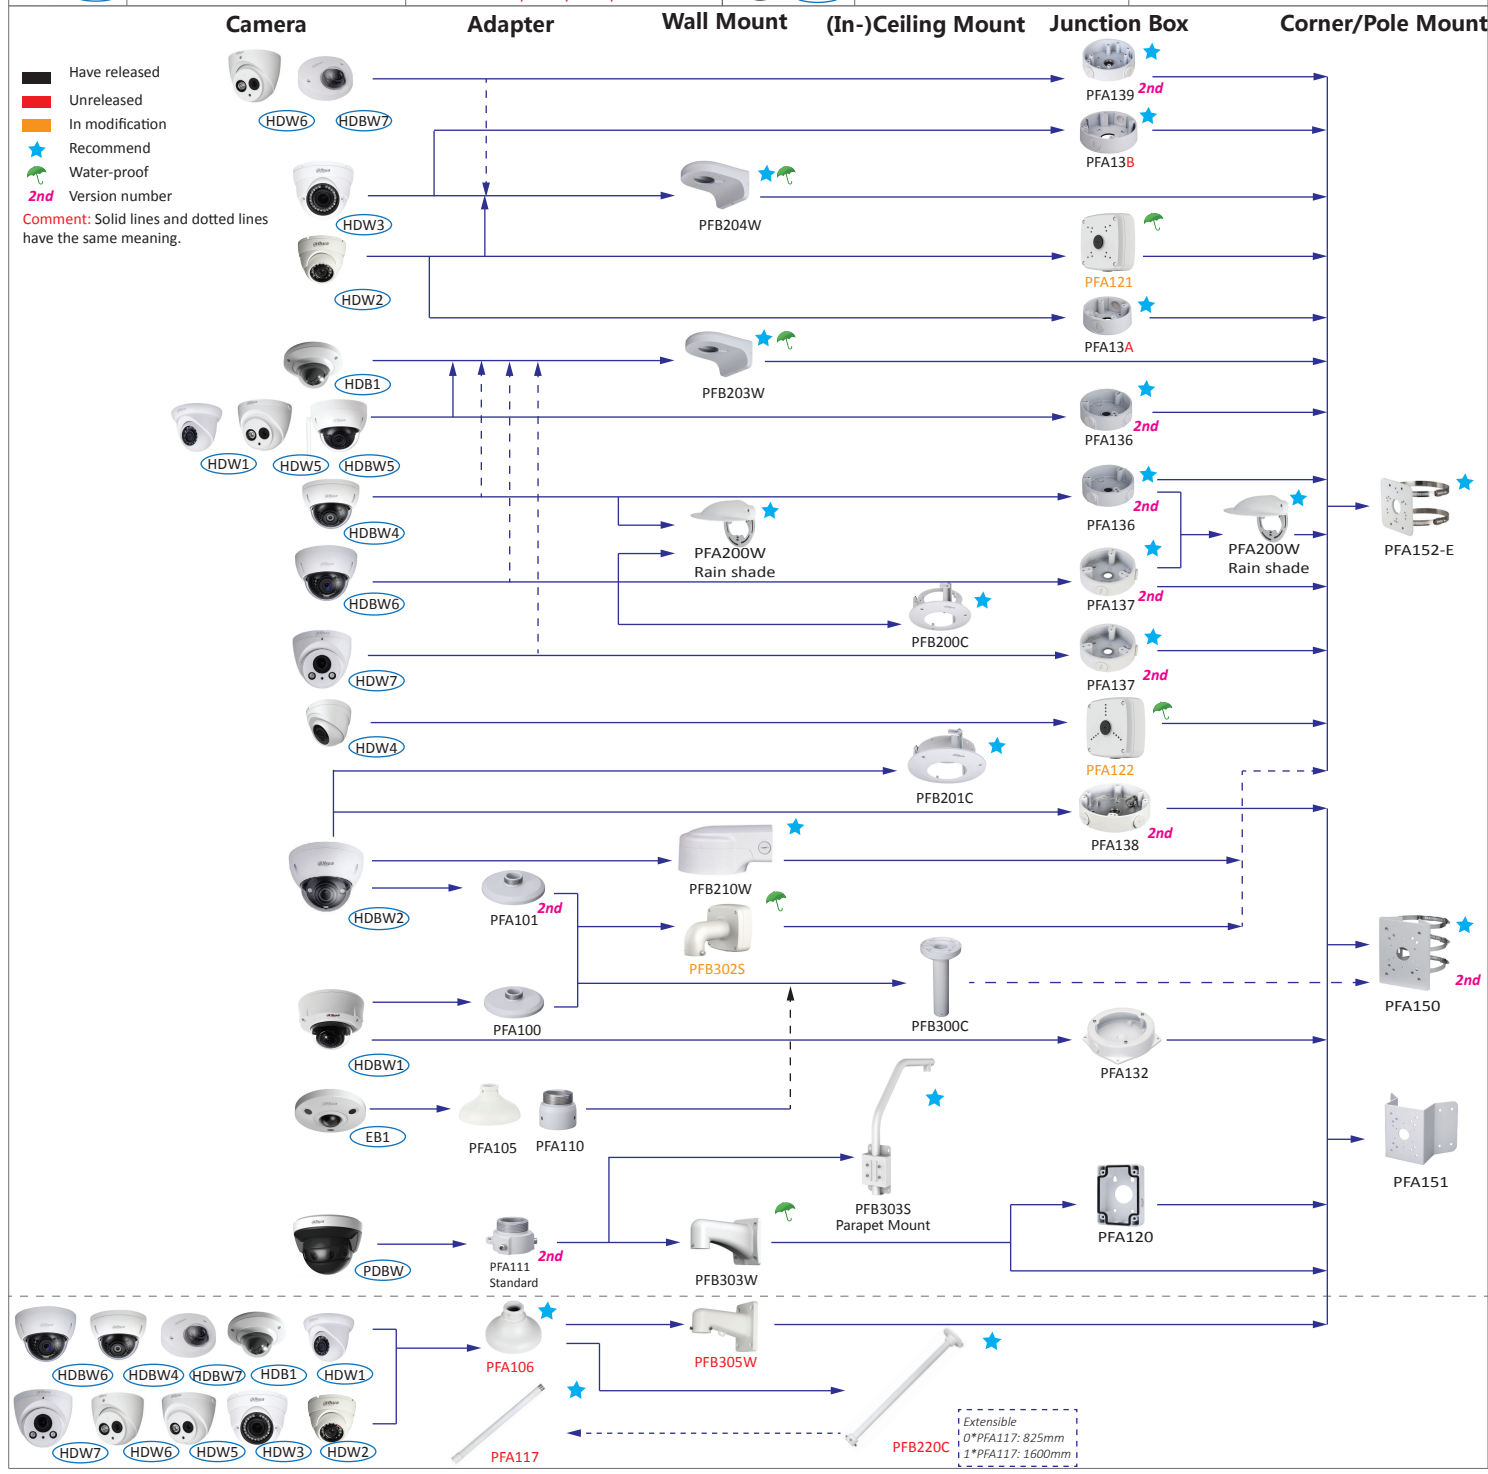 Camera
Adapter
Wall Mount
(In-)Ceiling Mount
Junction Box
Corner/Pole Mount
Have released
Unreleased
In modification
Recommend
Water-proof
2nd Version number
Comment: Solid lines and dotted lines
have the same meaning.
HDW6
HDBW7
PFA139
2nd
PFA13B
HDW3
PFB204W
HDW2
PFA121
PFA13A
HDB1
PFB203W
HDW1
HDW5
HDBW5
PFA136
2nd
HDBW4
PFA200W
Rain shade
PFA136
2nd
PFA200W
Rain shade
PFA152-E
HDBW6
PFB200C
PFA137
2nd
HDW7
PFA137
2nd
HDW4
PFB201C
PFA122
PFA138
2nd
HDBW2
PFA101
2nd
PFB210W
PFB302S
PFA100
PFB300C
PFA150
2nd
HDBW1
PFA132
EB1
PFA105
PFA110
PFB303S
Parapet Mount
PFA151
PDBW
PFA111
Standard
2nd
PFB303W
PFA120
HDBW6
HDBW4
HDBW7
HDB1
HDW1
PFA106
PFB305W
HDW7
HDW6
HDW5
HDW3
HDW2
PFA117
PFB220C
Extensible
0*PFA117: 825mm
1*PFA117: 1600mm